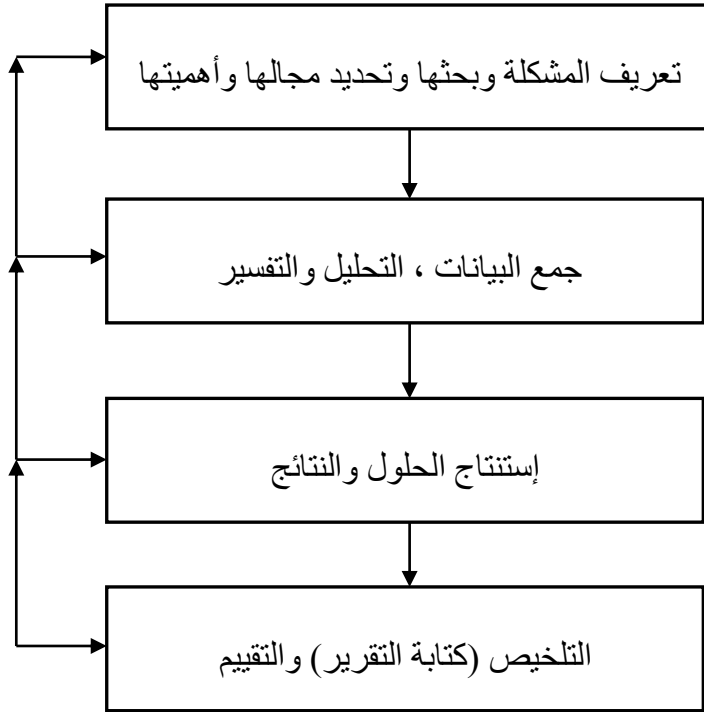 تعريف المشكلة وبحثها وتحديد مجالها وأهميتها
جمع البيانات ، التحليل والتفسير
إستنتاج الحلول والنتائج
التلخيص (كتابة التقرير) والتقييم